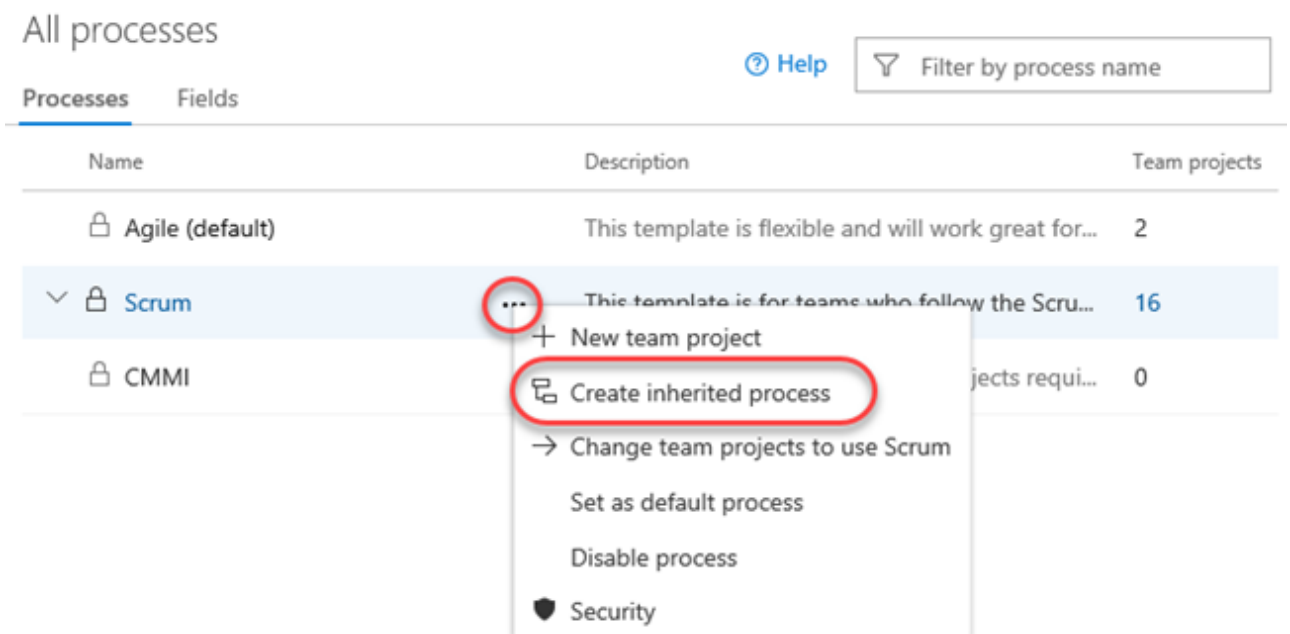 All processes
Help
Filter by process name
Processes Fields
Name Description Team projects
Agile (default) This template is flexible and will work great for... 2
Scrum ... This template is for teams who follow the Scru... 16
New team project
CMMI jects requi... 0
Create inherited process
Change team projects to use Scrum
Set as default process
Disable process
Security